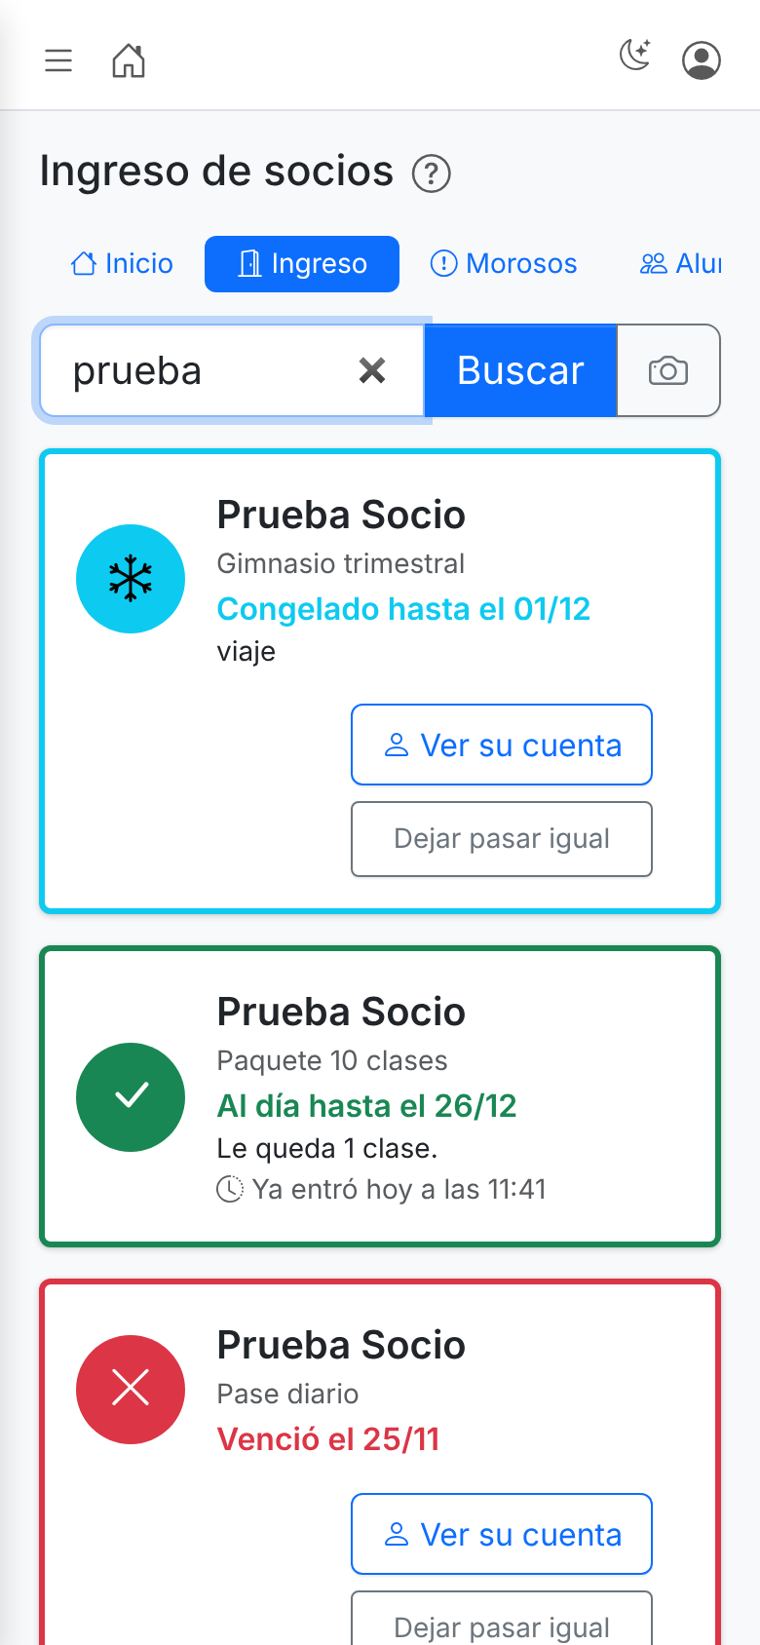 Ingreso de socios ?
Inicio
Ingreso
Morosos
Alu
prueba
Buscar
Prueba Socio
Gimnasio trimestral
Congelado hasta el 01/12
viaje
Ver su cuenta
Dejar pasar igual
Prueba Socio
Paquete 10 clases
Al día hasta el 26/12
Le queda 1 clase.
Ya entró hoy a las 11:41
Prueba Socio
Pase diario
Venció el 25/11
Ver su cuenta
Dejar pasar igual